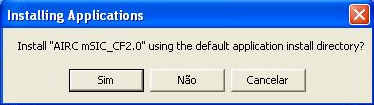 Installing Applications
Install "AIRC mSIC_CF2.0" using the default application install directory?
Sim
Não
Cancelar